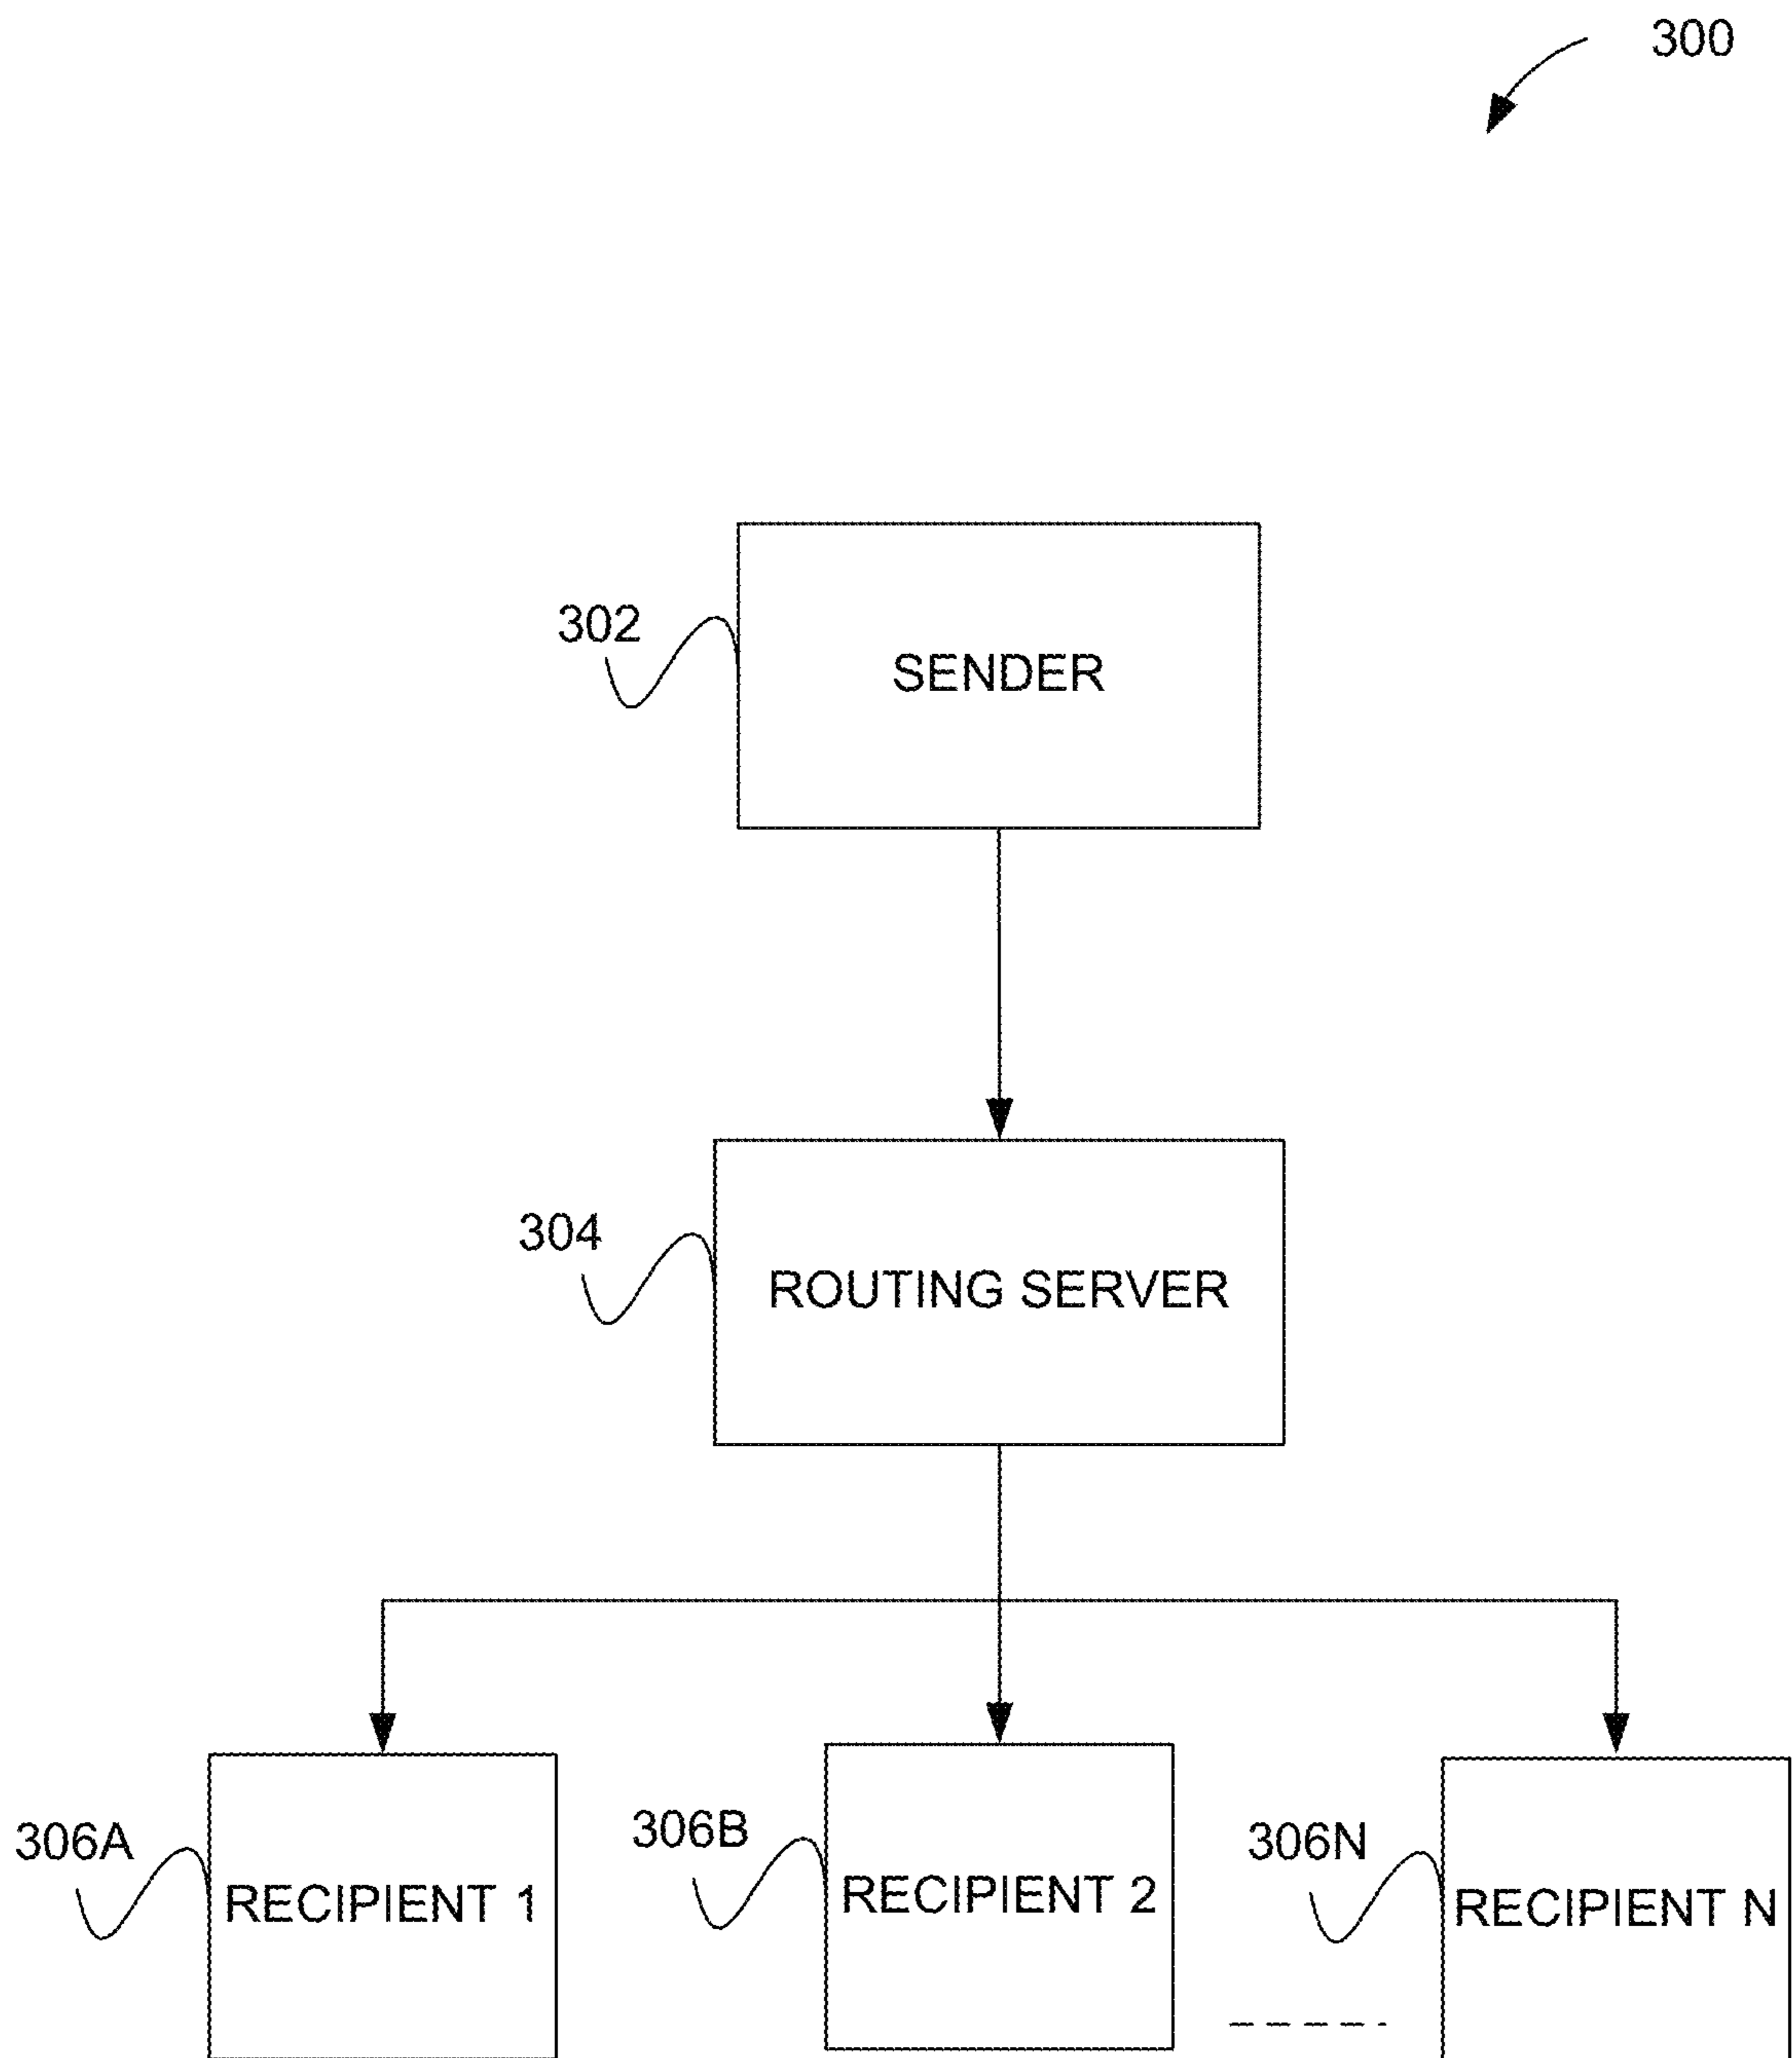 300
302
SENDER
304
ROUTING SERVER
306A
RECIPIENT 1
306B
RECIPIENT 2
306N
RECIPIENT N